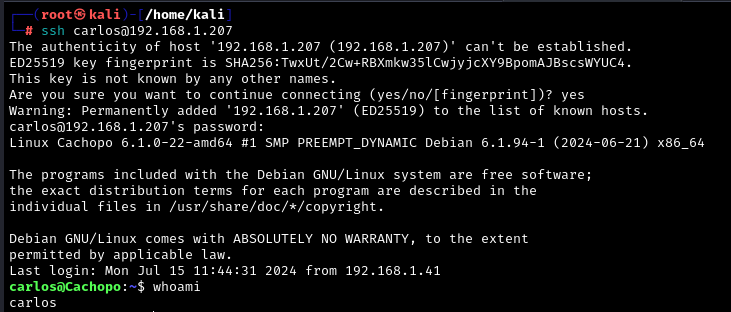 ┌──(root㉿kali)-[/home/kali]
└─# ssh carlos@192.168.1.207
The authenticity of host '192.168.1.207 (192.168.1.207)' can't be established.
ED25519 key fingerprint is SHA256:TwxUt/2Cw+RBXmkw35lCwjyjcXY9BpomAJBscsWYUC4.
This key is not known by any other names.
Are you sure you want to continue connecting (yes/no/[fingerprint])? yes
Warning: Permanently added '192.168.1.207' (ED25519) to the list of known hosts.
carlos@192.168.1.207's password:
Linux Cachopo 6.1.0-22-amd64 #1 SMP PREEMPT_DYNAMIC Debian 6.1.94-1 (2024-06-21) x86_64
The programs included with the Debian GNU/Linux system are free software;
the exact distribution terms for each program are described in the
individual files in /usr/share/doc/*/copyright.
Debian GNU/Linux comes with ABSOLUTELY NO WARRANTY, to the extent
permitted by applicable law.
Last login: Mon Jul 15 11:44:31 2024 from 192.168.1.41
carlos@Cachopo:~$ whoami
carlos